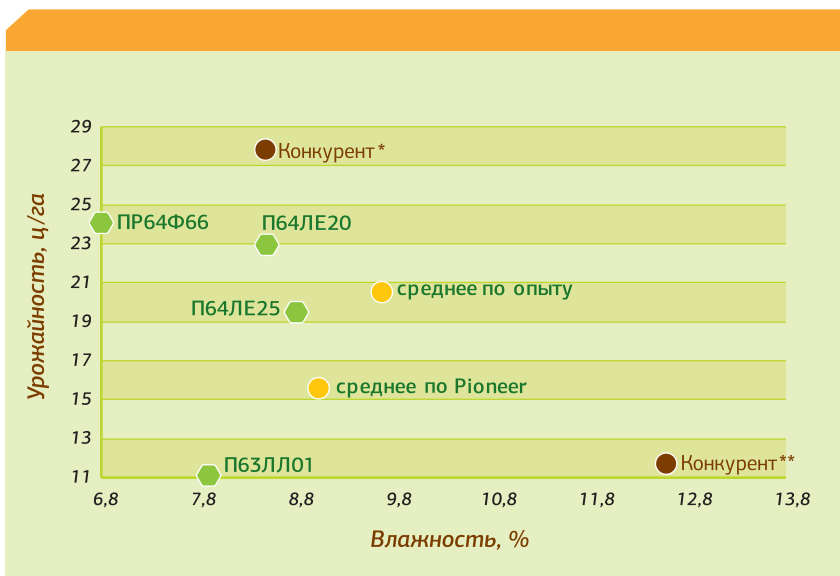 29
Конкурент*
27
25
ПР64Ф66
П64ЛЕ20
23
21
среднее по опыту
П64ЛЕ25
19
17
среднее по Pioneer
15
13
П63ЛЛ01
Конкурент**
11
6,8 7,8 8,8 9,8 10,8 11,8 12,8 13,8
Урожайность, ц/га
Влажность, %